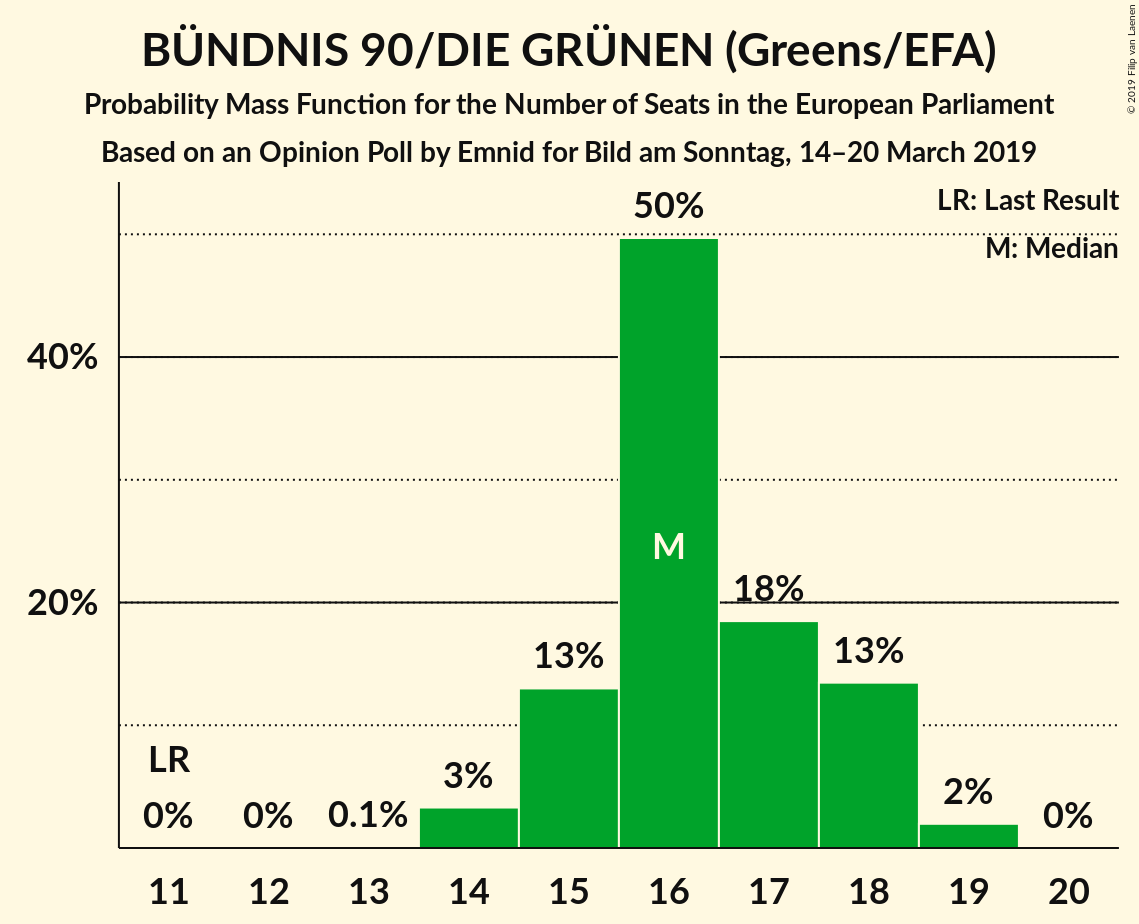 BÜNDNIS 90/DIE GRÜNEN (Greens/EFA)
Probability Mass Function for the Number of Seats in the European Parliament
Based on an Opinion Poll by Emnid for Bild am Sonntag, 14–20 March 2019
© 2019 Filip van Laenen
LR: Last Result
M: Median
50%
40%
M
20%
18%
13%
13%
LR
0%
0%
0.1%
3%
2%
0%
11 12 13 14 15 16 17 18 19 20